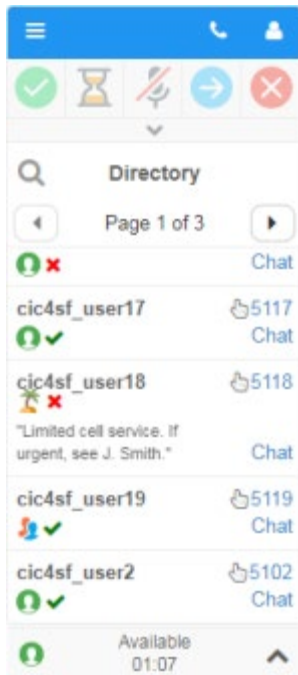 Directory
Page 1 of 3
Chat
cic4sf_user17 5117
Chat
cic4sf_user18 5118
"Limited cell service. If
urgent, see J. Smith." Chat
cic4sf_user19 5119
Chat
cic4sf_user2 5102
Chat
Available
01:07